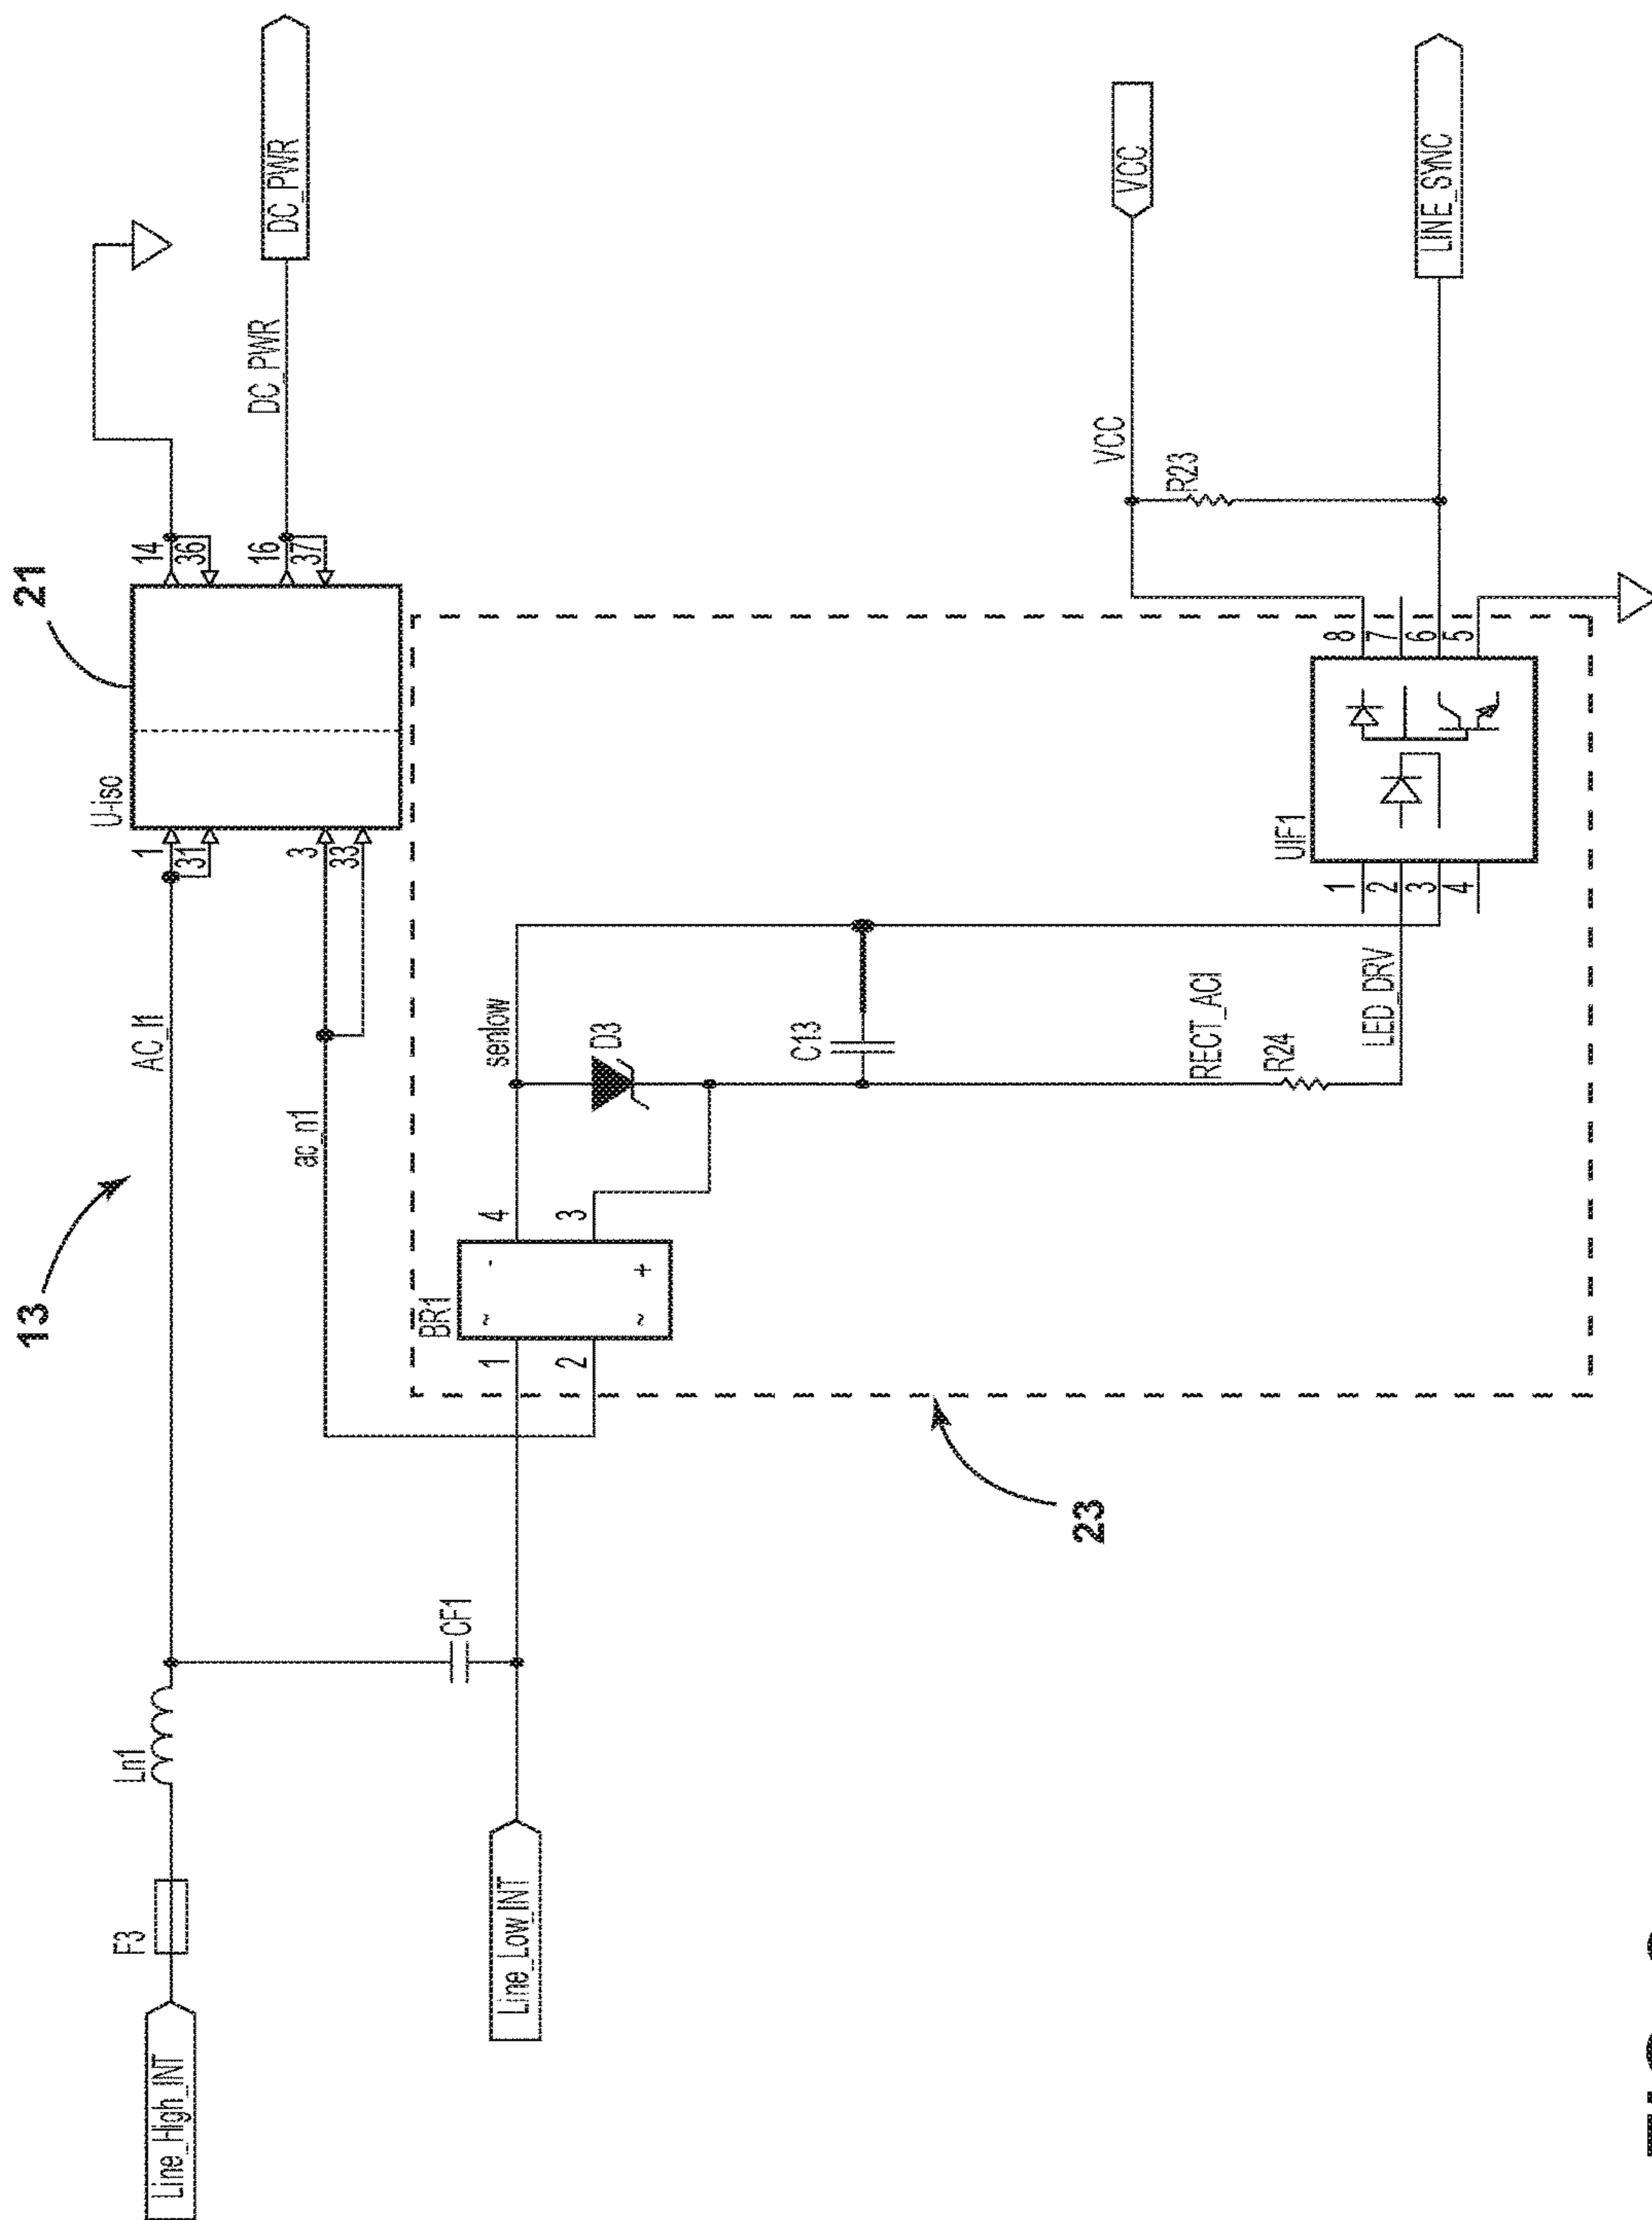 13
21
Line_High_INT
F3
Ln1
AC_l1
U-iso
1
31
3
33
14
36
16
37
DC_PWR
DC_PWR
ac_n1
CF1
Line_Low_INT
BR1
1
2
~
-
~
+
4
3
senlow
D3
C13
RECT_ACI
R24
LED_DRV
UIF1
1
2
3
4
8
7
6
5
VCC
VCC
R23
LINE_SYNC
23